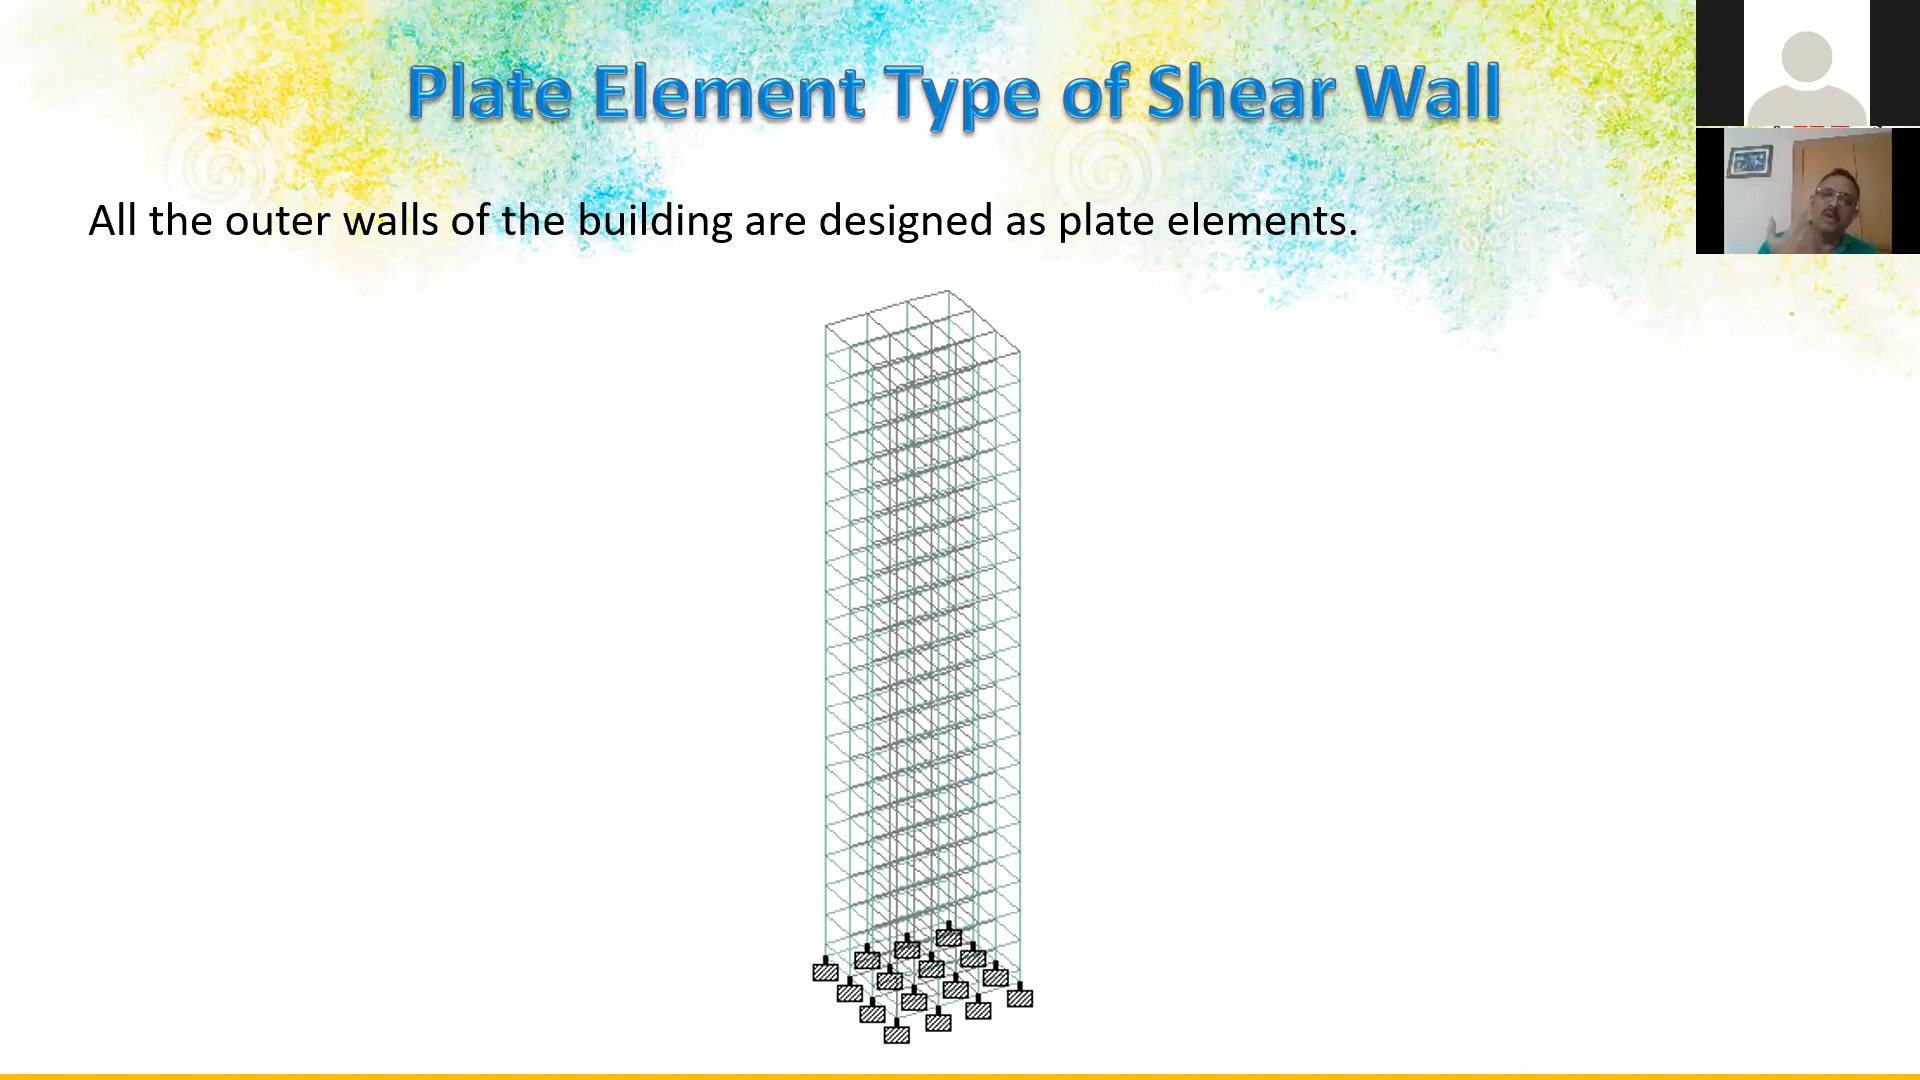 Plate Element Type of Shear Wall
All the outer walls of the building are designed as plate elements.